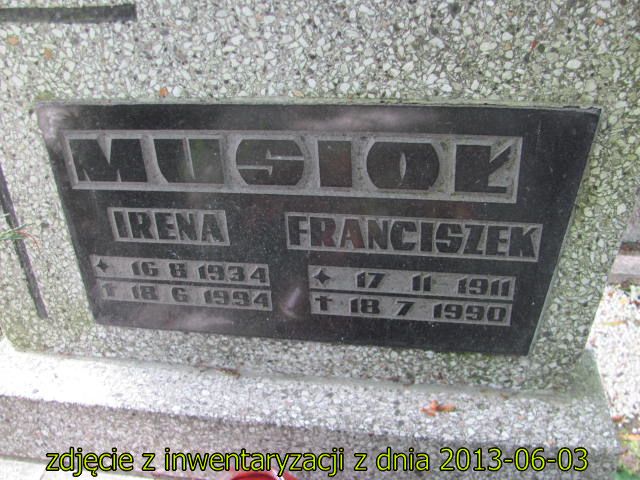 MUSIOŁ
IRENA FRANCISZEK
16 8 1934 17 11 1911
18 6 1994 18 7 1990
zdjęcie z inwentaryzacji z dnia 2013-06-03